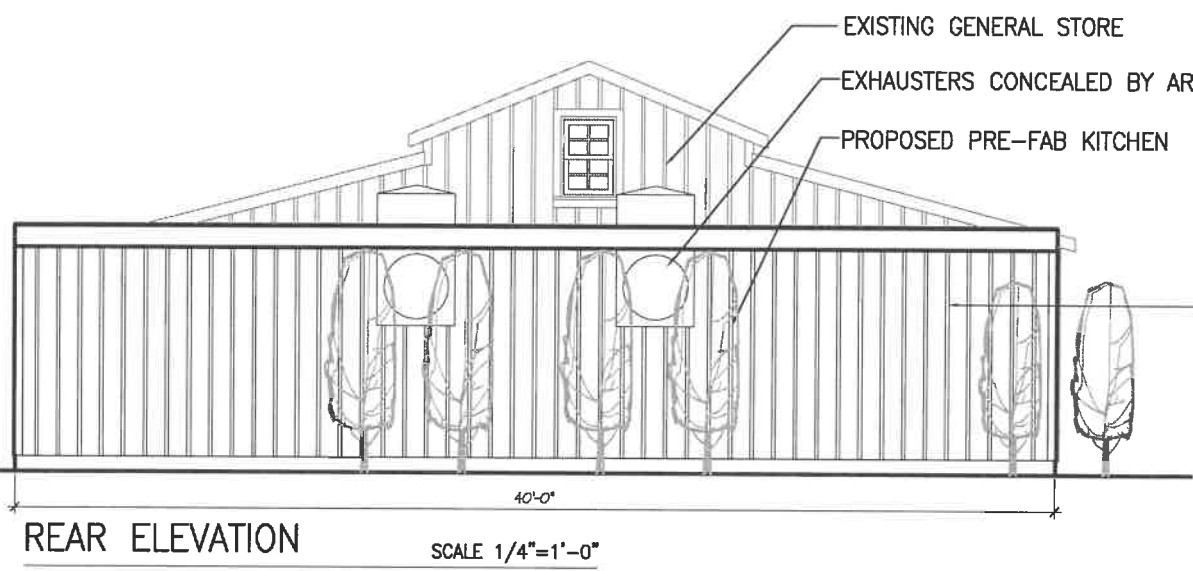 EXISTING GENERAL STORE
EXHAUSTERS CONCEALED BY AR
PROPOSED PRE-FAB KITCHEN
40'-0"
REAR ELEVATION
SCALE 1/4"=1'-0"